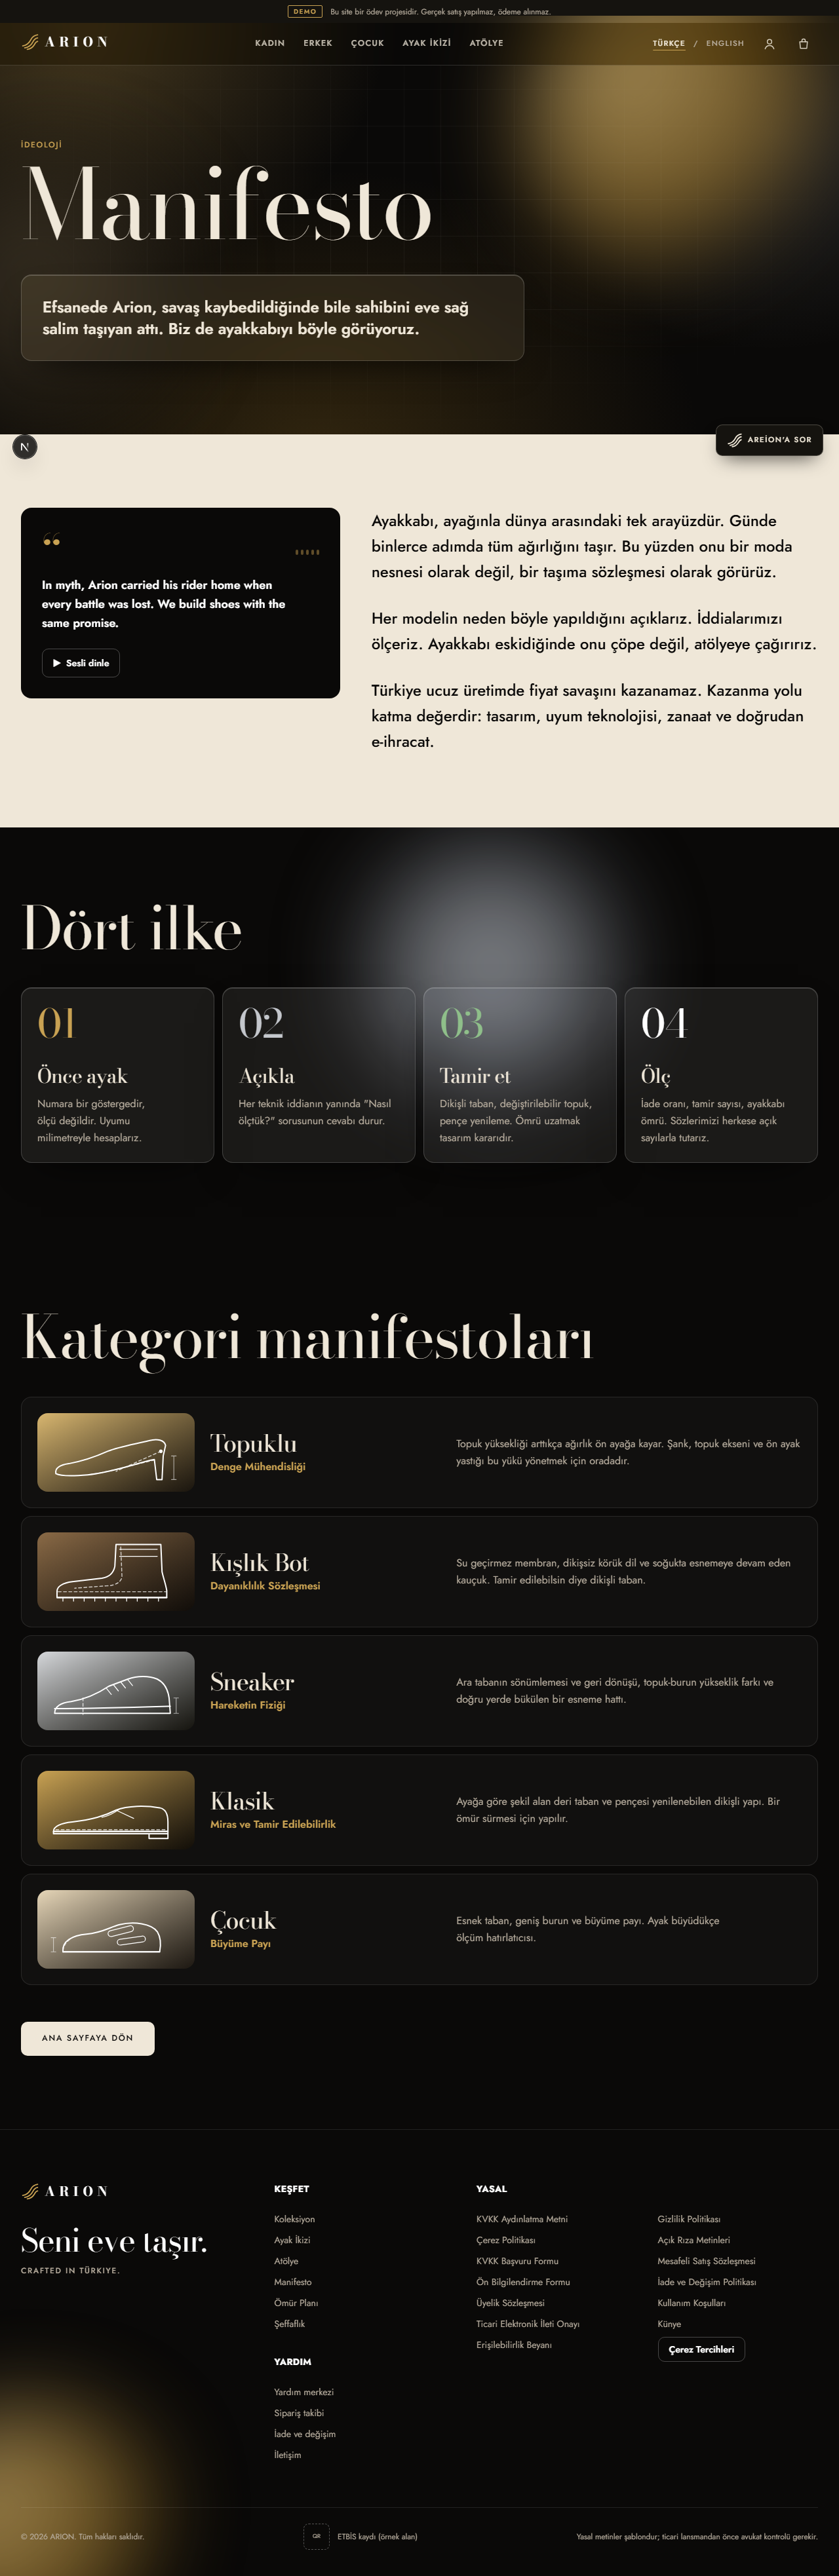 DEMO Bu site bir ödev projesidir. Gerçek satış yapılmaz, ödeme alınmaz.
ARION KADIN ERKEK ÇOCUK AYAK İKİZİ ATÖLYE TÜRKÇE / ENGLISH
İDEOLOJİ
Manifesto
Efsanede Arion, savaş kaybedildiğinde bile sahibini eve sağ
salim taşıyan attı. Biz de ayakkabıyı böyle görüyoruz.
N
AREİON'A SOR
“
In myth, Arion carried his rider home when
every battle was lost. We build shoes with the
same promise.
Sesli dinle
Ayakkabı, ayağınla dünya arasındaki tek arayüzdür. Günde
binlerce adımda tüm ağırlığını taşır. Bu yüzden onu bir moda
nesnesi olarak değil, bir taşıma sözleşmesi olarak görürüz.
Her modelin neden böyle yapıldığını açıklarız. İddialarımızı
ölçeriz. Ayakkabı eskidiğinde onu çöpe değil, atölyeye çağırırız.
Türkiye ucuz üretimde fiyat savaşını kazanamaz. Kazanma yolu
katma değerdir: tasarım, uyum teknolojisi, zanaat ve doğrudan
e-ihracat.
Dört ilke
01
Önce ayak
Numara bir göstergedir,
ölçü değildir. Uyumu
milimetreyle hesaplarız.
02
Açıkla
Her teknik iddianın yanında "Nasıl
ölçtük?" sorusunun cevabı durur.
03
Tamir et
Dikişli taban, değiştirilebilir topuk,
pençe yenileme. Ömrü uzatmak
tasarım kararıdır.
04
Ölç
İade oranı, tamir sayısı, ayakkabı
ömrü. Sözlerimizi herkese açık
sayılarla tutarız.
Kategori manifestoları
Topuklu
Denge Mühendisliği
Topuk yüksekliği arttıkça ağırlık ön ayağa kayar. Şank, topuk ekseni ve ön ayak
yastığı bu yükü yönetmek için oradadır.
Kışlık Bot
Dayanıklılık Sözleşmesi
Su geçirmez membran, dikişsiz körük dil ve soğukta esnemeye devam eden
kauçuk. Tamir edilebilsin diye dikişli taban.
Sneaker
Hareketin Fiziği
Ara tabanın sönümlemesi ve geri dönüşü, topuk-burun yükseklik farkı ve
doğru yerde bükülen bir esneme hattı.
Klasik
Miras ve Tamir Edilebilirlik
Ayağa göre şekil alan deri taban ve pençesi yenilenebilen dikişli yapı. Bir
ömür sürmesi için yapılır.
Çocuk
Büyüme Payı
Esnek taban, geniş burun ve büyüme payı. Ayak büyüdükçe
ölçüm hatırlatıcısı.
ANA SAYFAYA DÖN
ARION
Seni eve taşır.
CRAFTED IN TÜRKIYE.
KEŞFET
Koleksiyon
Ayak İkizi
Atölye
Manifesto
Ömür Planı
Şeffaflık
YARDIM
Yardım merkezi
Sipariş takibi
İade ve değişim
İletişim
YASAL
KVKK Aydınlatma Metni
Çerez Politikası
KVKK Başvuru Formu
Ön Bilgilendirme Formu
Üyelik Sözleşmesi
Ticari Elektronik İleti Onayı
Erişilebilirlik Beyanı
Gizlilik Politikası
Açık Rıza Metinleri
Mesafeli Satış Sözleşmesi
İade ve Değişim Politikası
Kullanım Koşulları
Künye
Çerez Tercihleri
© 2026 ARION. Tüm hakları saklıdır.
QR ETBİS kaydı (örnek alan)
Yasal metinler şablondur; ticari lansmandan önce avukat kontrolü gerekir.